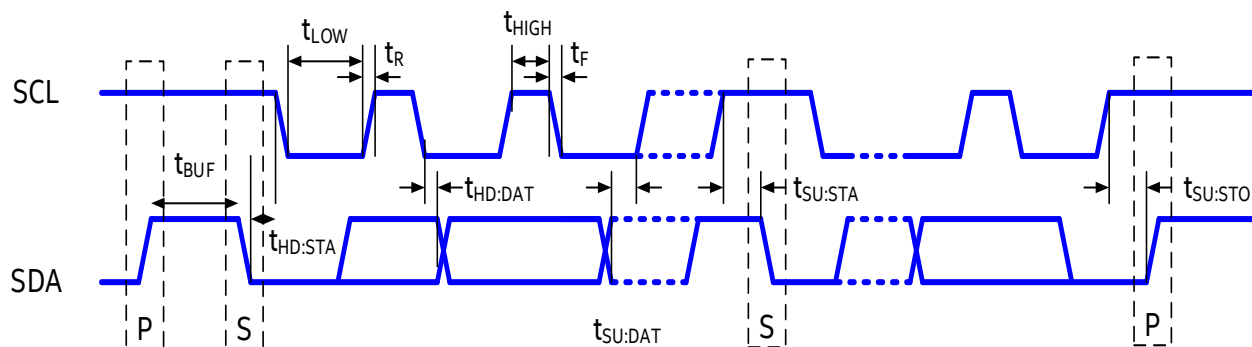 tLOW
tHIGH
tR
tF
SCL
tBUF
tHD:DAT
tSU:STA
tSU:STO
tHD:STA
SDA
P
S
tSU:DAT
S
P